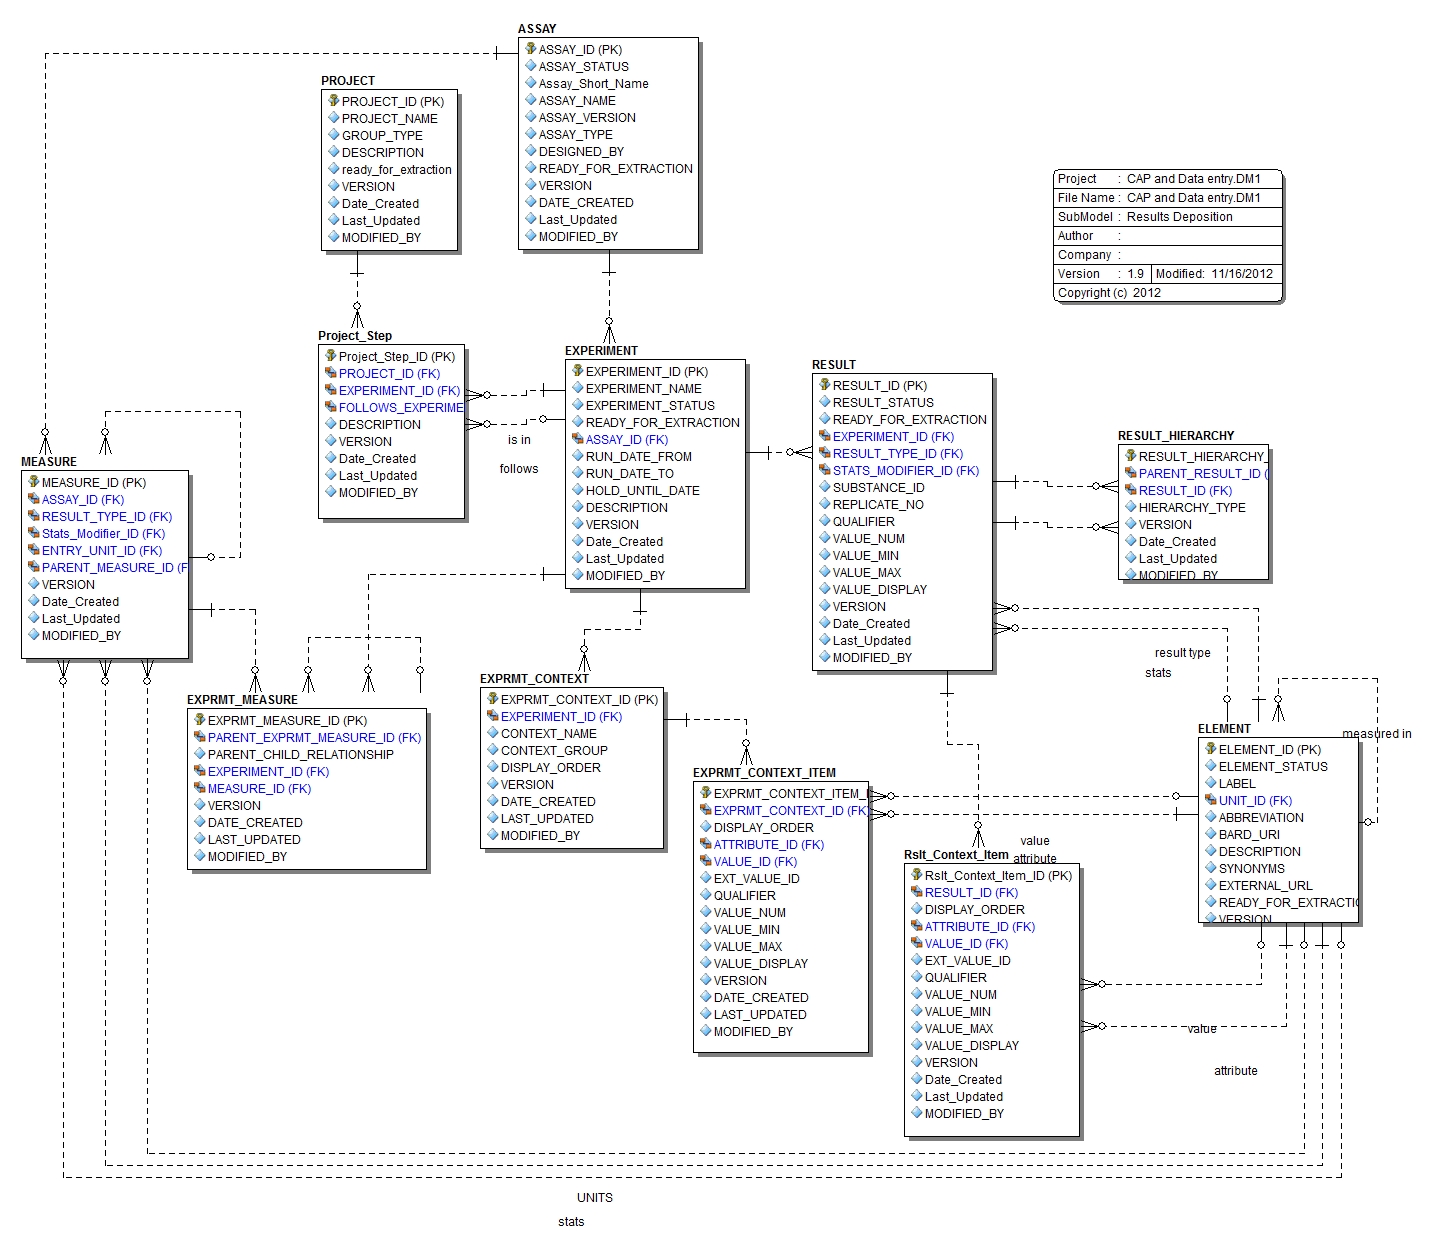 ASSAY
ASSAY_ID (PK)
ASSAY_STATUS
Assay_Short_Name
ASSAY_NAME
ASSAY_VERSION
ASSAY_TYPE
DESIGNED_BY
READY_FOR_EXTRACTION
VERSION
DATE_CREATED
Last_Updated
MODIFIED_BY
PROJECT
PROJECT_ID (PK)
PROJECT_NAME
GROUP_TYPE
DESCRIPTION
ready_for_extraction
VERSION
Date_Created
Last_Updated
MODIFIED_BY
Project : CAP and Data entry.DM1
File Name : CAP and Data entry.DM1
SubModel : Results Deposition
Author :
Company :
Version : 1.9 Modified: 11/16/2012
Copyright (c) 2012
Project_Step
Project_Step_ID (PK)
PROJECT_ID (FK)
EXPERIMENT_ID (FK)
FOLLOWS_EXPERIME
DESCRIPTION
VERSION
Date_Created
Last_Updated
MODIFIED_BY
is in
follows
EXPERIMENT
EXPERIMENT_ID (PK)
EXPERIMENT_NAME
EXPERIMENT_STATUS
READY_FOR_EXTRACTION
ASSAY_ID (FK)
RUN_DATE_FROM
RUN_DATE_TO
HOLD_UNTIL_DATE
DESCRIPTION
VERSION
Date_Created
Last_Updated
MODIFIED_BY
RESULT
RESULT_ID (PK)
RESULT_STATUS
READY_FOR_EXTRACTION
EXPERIMENT_ID (FK)
RESULT_TYPE_ID (FK)
STATS_MODIFIER_ID (FK)
SUBSTANCE_ID
REPLICATE_NO
QUALIFIER
VALUE_NUM
VALUE_MIN
VALUE_MAX
VALUE_DISPLAY
VERSION
Date_Created
Last_Updated
MODIFIED_BY
RESULT_HIERARCHY
RESULT_HIERARCHY_
PARENT_RESULT_ID (
RESULT_ID (FK)
HIERARCHY_TYPE
VERSION
Date_Created
Last_Updated
MODIFIED_BY
MEASURE
MEASURE_ID (PK)
ASSAY_ID (FK)
RESULT_TYPE_ID (FK)
Stats_Modifier_ID (FK)
ENTRY_UNIT_ID (FK)
PARENT_MEASURE_ID (F
VERSION
Date_Created
Last_Updated
MODIFIED_BY
result type
stats
EXPRMT_MEASURE
EXPRMT_MEASURE_ID (PK)
PARENT_EXPRMT_MEASURE_ID (FK)
PARENT_CHILD_RELATIONSHIP
EXPERIMENT_ID (FK)
MEASURE_ID (FK)
VERSION
DATE_CREATED
LAST_UPDATED
MODIFIED_BY
EXPRMT_CONTEXT
EXPRMT_CONTEXT_ID (PK)
EXPERIMENT_ID (FK)
CONTEXT_NAME
CONTEXT_GROUP
DISPLAY_ORDER
VERSION
DATE_CREATED
LAST_UPDATED
MODIFIED_BY
EXPRMT_CONTEXT_ITEM
EXPRMT_CONTEXT_ITEM_I
EXPRMT_CONTEXT_ID (FK
DISPLAY_ORDER
ATTRIBUTE_ID (FK)
VALUE_ID (FK)
EXT_VALUE_ID
QUALIFIER
VALUE_NUM
VALUE_MIN
VALUE_MAX
VALUE_DISPLAY
VERSION
DATE_CREATED
LAST_UPDATED
MODIFIED_BY
ELEMENT
measured in
ELEMENT_ID (PK)
ELEMENT_STATUS
LABEL
UNIT_ID (FK)
ABBREVIATION
BARD_URI
DESCRIPTION
SYNONYMS
EXTERNAL_URL
READY_FOR_EXTRACTIO
VERSION
value
attribute
Rslt_Context_Item
Rslt_Context_Item_ID (PK)
RESULT_ID (FK)
DISPLAY_ORDER
ATTRIBUTE_ID (FK)
VALUE_ID (FK)
EXT_VALUE_ID
QUALIFIER
VALUE_NUM
VALUE_MIN
VALUE_MAX
VALUE_DISPLAY
VERSION
Date_Created
Last_Updated
MODIFIED_BY
value
attribute
UNITS
stats